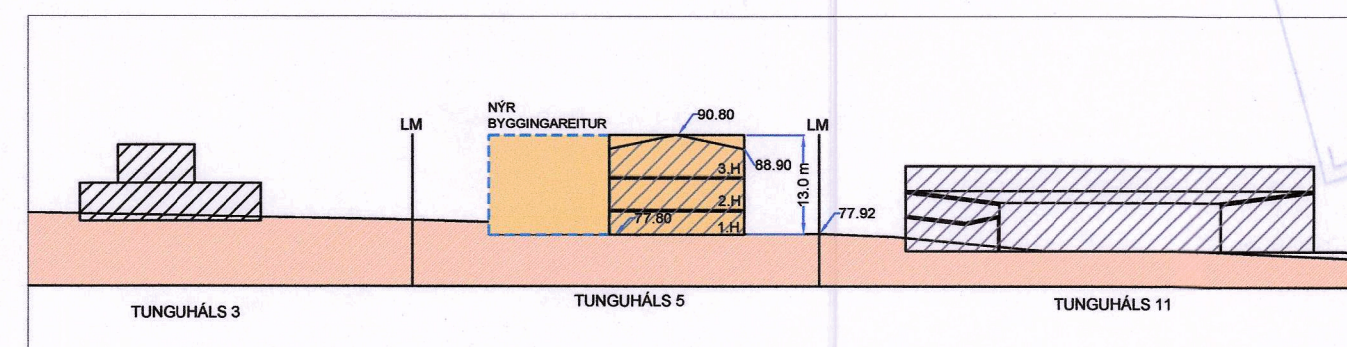 NÝR
BYGGINGAREITUR
LM
90.80
LM
88.90
3.H
2.H
1.H
13.0 m
77.80
77.92
TUNGUHÁLS 3
TUNGUHÁLS 5
TUNGUHÁLS 11